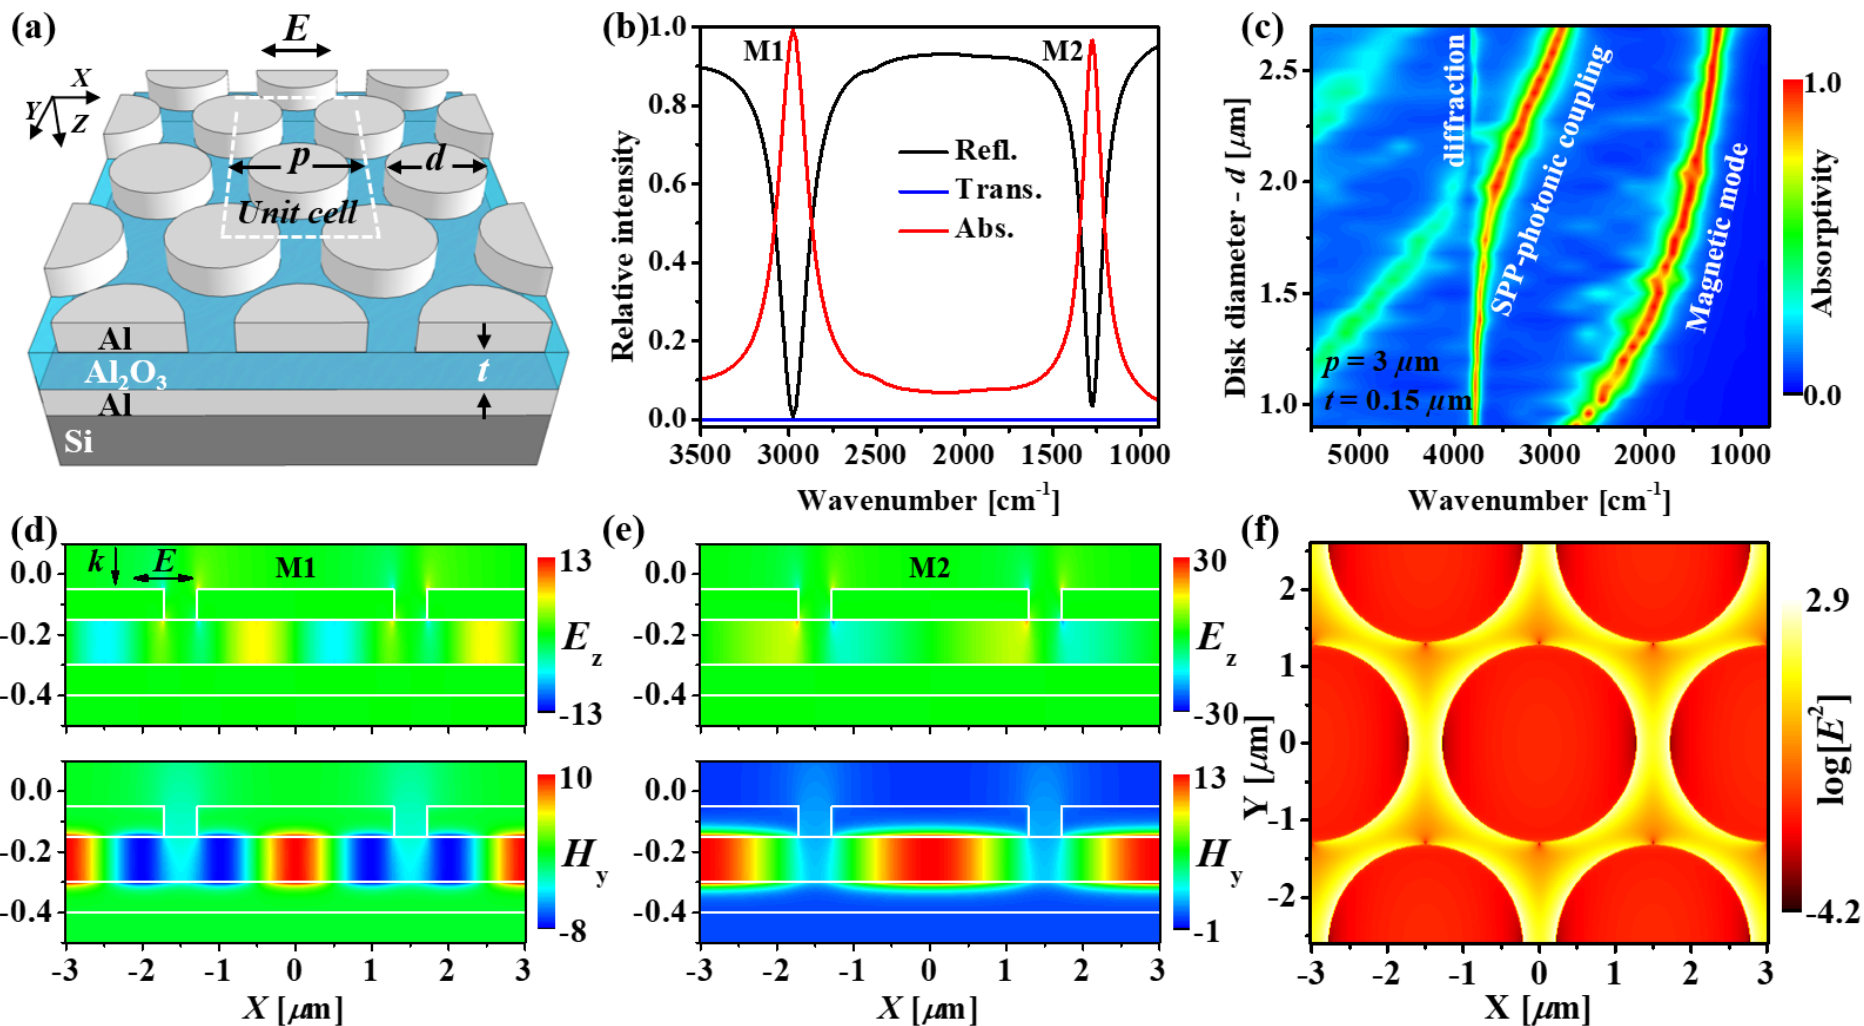 (a)
E
X
Y
Z
p
d
Unit cell
Al
Al₂O₃
t
Al
Si
(b)
1.0
0.8
0.6
0.4
0.2
0.0
Relative intensity
M1
M2
Refl.
Trans.
Abs.
3500 3000 2500 2000 1500 1000
Wavenumber [cm⁻¹]
(c)
2.5
2.0
1.5
1.0
Disk diameter - d [μm]
diffraction
SPP-photonic coupling
Magnetic mode
p = 3 μm
t = 0.15 μm
5000 4000 3000 2000 1000
Wavenumber [cm⁻¹]
1.0
0.0
Absorptivity
(d)
k
E
M1
0.0
-0.2
-0.4
13
-13
E_z
0.0
-0.2
-0.4
10
-8
H_y
-3 -2 -1 0 1 2 3
X [μm]
(e)
M2
0.0
-0.2
-0.4
30
-30
E_z
0.0
-0.2
-0.4
13
-1
H_y
-3 -2 -1 0 1 2 3
X [μm]
(f)
2
1
0
-1
-2
Y [μm]
-3 -2 -1 0 1 2 3
X [μm]
2.9
-4.2
log[E²]